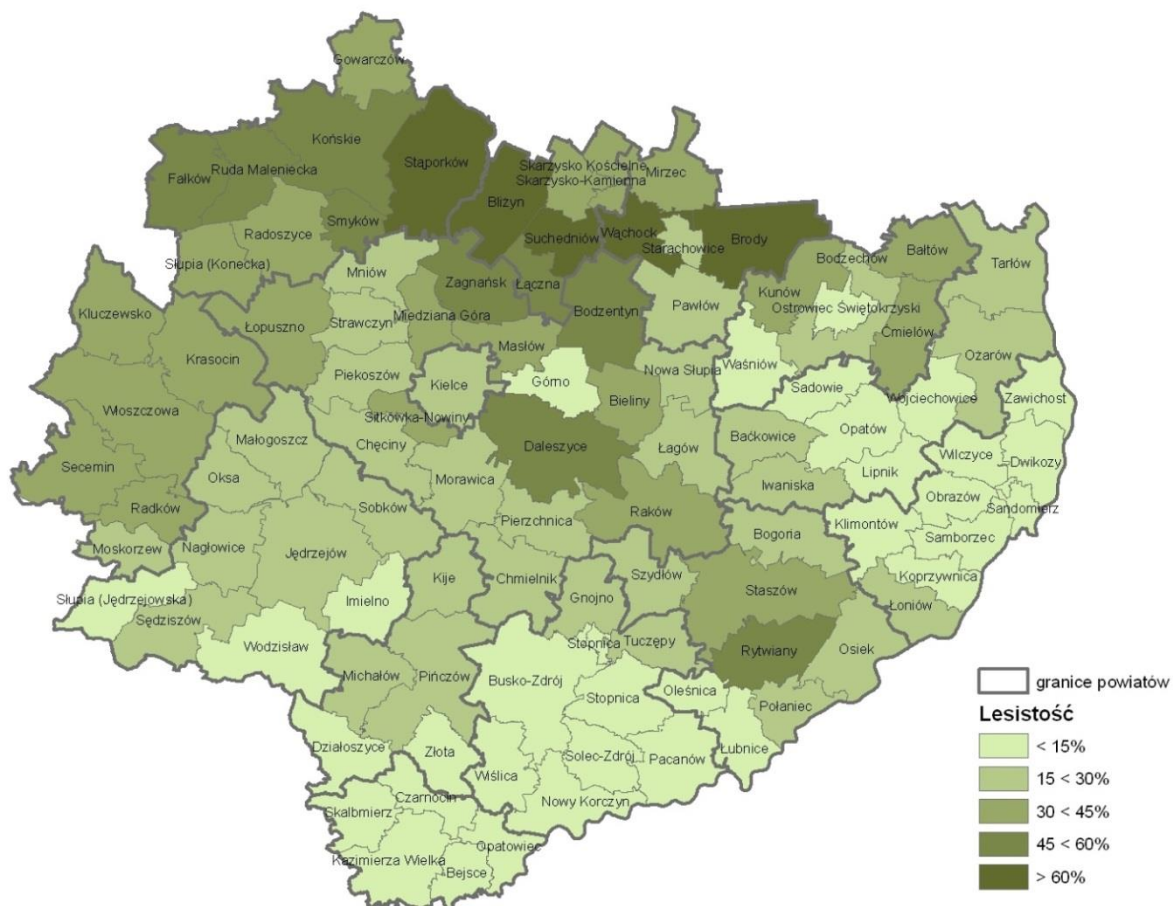 Gowarczów
Końskie
Stąporków
Ruda Maleniecka
Fałków
Smyków
Radoszyce
Słupia (Konecka)
Skarżysko Kościelne
Skarżysko-Kamienna
Mirzec
Bliżyn
Suchedniów
Wąchock
Starachowice
Brody
Mniów
Zagnańsk
Łączna
Bodzentyn
Pawłów
Kunów
Bodzechów
Bałtów
Tarłów
Ostrowiec Świętokrzyski
Ćmielów
Ożarów
Kluczewsko
Krasocin
Łopuszno
Strawczyn
Miedziana Góra
Masłów
Piekoszów
Kielce
Górno
Bieliny
Nowa Słupia
Waśniów
Sadowie
Wojciechowice
Zawichost
Włoszczowa
Małogoszcz
Sitkówka-Nowiny
Chęciny
Daleszyce
Łagów
Baćkowice
Opatów
Wilczyce
Dwikozy
Secemin
Oksa
Morawica
Iwaniska
Lipnik
Obrazów
Sandomierz
Radków
Sobków
Pierzchnica
Raków
Klimontów
Samborzec
Moskorzew
Nagłowice
Jędrzejów
Bogoria
Koprzywnica
Kije
Chmielnik
Gnojno
Szydłów
Staszów
Łoniów
Słupia (Jędrzejowska)
Sędziszów
Imielno
Wodzisław
Stopnica
Tuczępy
Rytwiany
Osiek
Michałów
Pińczów
Busko-Zdrój
Stopnica
Oleśnica
Połaniec
Działoszyce
Złota
Wiślica
Solec-Zdrój
Pacanów
Łubnice
Nowy Korczyn
Czarnocin
Skalbmierz
Kazimierza Wielka
Opatowiec
Bejsce
granice powiatów
Lesistość
< 15%
15 < 30%
30 < 45%
45 < 60%
> 60%